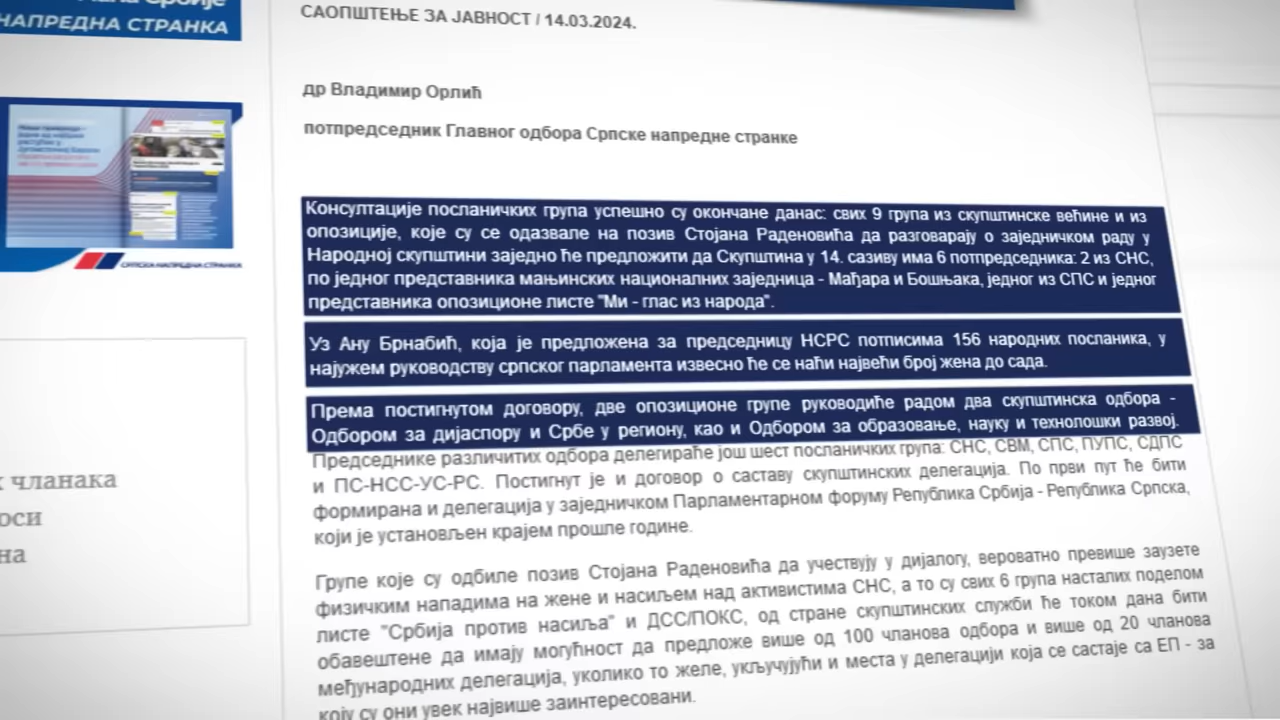 НАПРЕДНА СТРАНКА
САОПШТЕЊЕ ЗА ЈАВНОСТ / 14.03.2024.
др Владимир Орлић
потпредседник Главног одбора Српске напредне странке
СРПСКА НАПРЕДНА СТРАНКА
Консултације посланичких група успешно су окончане данас: свих 9 група из скупштинске већине и из
опозиције, које су се одазвале на позив Стојана Раденовића да разговарају о заједничком раду у
Народној скупштини заједно ће предложити да Скупштина у 14. сазиву има 6 потпредседника: 2 из СНС,
по једног представника мањинских националних заједница - Мађара и Бошњака, једног из СПС и једног
представника опозиционе листе "Ми - глас из народа".
Уз Ану Брнабић, која је предложена за председницу НСРС потписима 156 народних посланика, у
најужем руководству српског парламента извесно ће се наћи највећи број жена до сада.
Према постигнутом договору, две опозиционе групе руководиће радом два скупштинска одбора -
Одбором за дијаспору и Србе у региону, као и Одбором за образовање, науку и технолошки развој.
Председнике различитих одбора делегираће још шест посланичких група: СНС, СВМ, СПС, ПУПС, СДПС
и ПС-НСС-УС-РС. Постигнут је и договор о саставу скупштинских делегација. По први пут ће бити
формирана и делегација у заједничком Парламентарном форуму Република Србија - Република Српска,
који је установљен крајем прошле године.
чланака
оси
на
Групе које су одбиле позив Стојана Раденовића да учествују у дијалогу, вероватно превише заузете
физичким нападима на жене и насиљем над активистима СНС, а то су свих 6 група насталих поделом
листе "Србија против насиља" и ДСС/ПОКС, од стране скупштинских служби ће током дана бити
обавештене да имају могућност да предложе више од 100 чланова одбора и више од 20 чланова
међународних делегација, уколико то желе, укључујући и места у делегацији која се састаје са ЕП - за
коју су они увек највише заинтересовани.